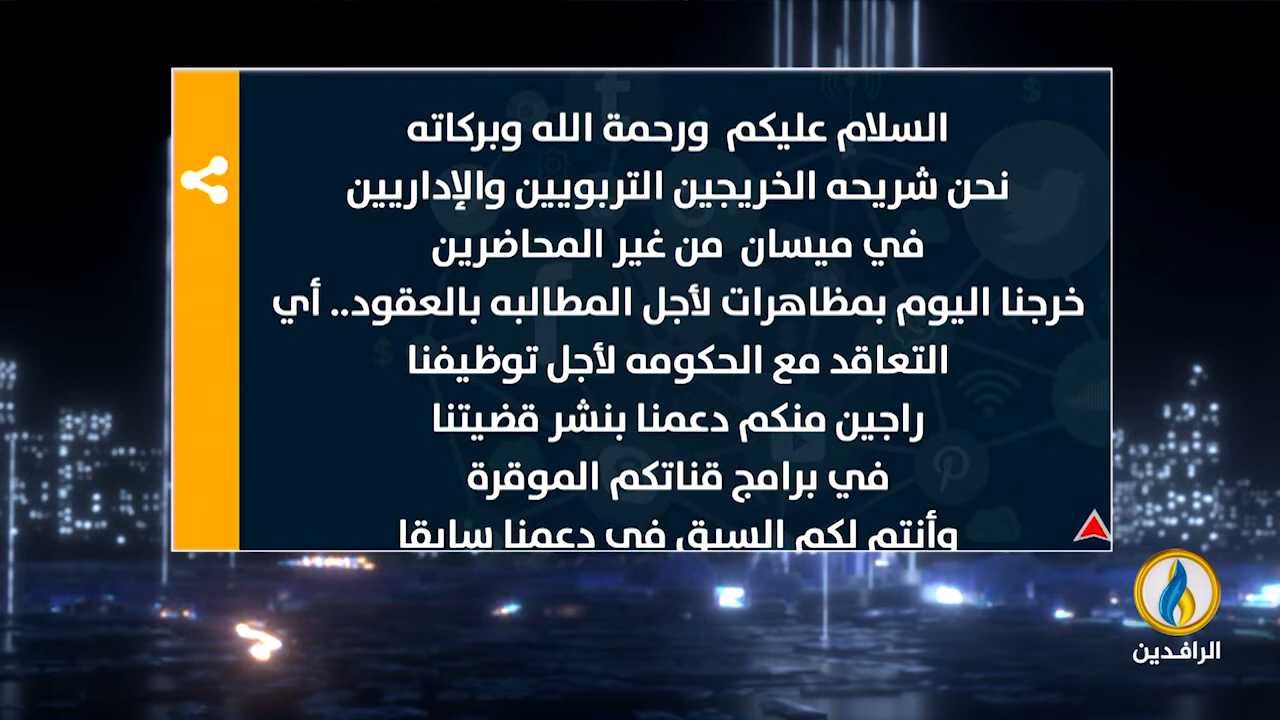 السلام عليكم ورحمة الله وبركاته
نحن شريحه الخريجين التربويين والإداريين
في ميسان من غير المحاضرين
خرجنا اليوم بمظاهرات لأجل المطالبه بالعقود.. أي
التعاقد مع الحكومه لأجل توظيفنا
راجين منكم دعمنا بنشر قضيتنا
في برامج قناتكم الموقرة
وأنتم لكم السبق في دعمنا سابقا
الرافدين